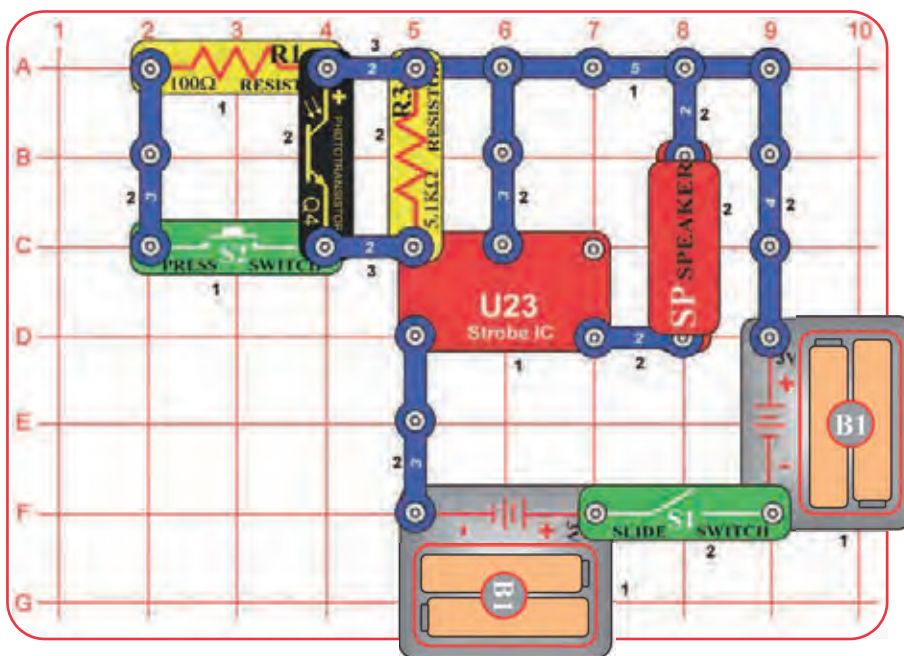 1 2 3 4 5 6 7 8 9 10
A B C D E F G
R1
100Ω RESIST
1
3
2
2
+
PHOTOTRANSISTOR
Q4
2
R3
RESISTOR
5.1KΩ
5
1
2
2
3
2
2
3
S2
PRESS SWITCH
1
2
3
3
2
SP SPEAKER
2
4
2
U23
Strobe IC
1
2
2
2
3
3V
+
-
B1
1
-
+
3V
S1
SLIDE SWITCH
2
B1
1